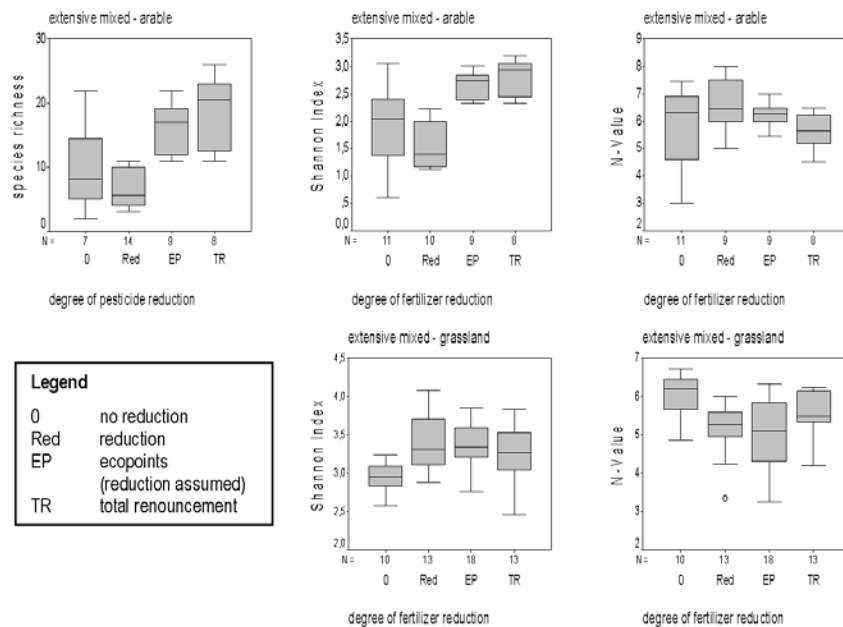 extensive mixed - arable
species richness
30
20
10
0
N = 7 14 9 8
0 Red EP TR
degree of pesticide reduction
extensive mixed - arable
Shannon Index
3,5
3,0
2,5
2,0
1,5
1,0
,5
0,0
N = 11 10 9 8
0 Red EP TR
degree of fertilizer reduction
extensive mixed - arable
N - Value
9
8
7
6
5
4
3
2
N = 11 9 9 8
0 Red EP TR
degree of fertilizer reduction
Legend
0 no reduction
Red reduction
EP ecopoints
(reduction assumed)
TR total renouncement
extensive mixed - grassland
Shannon Index
4,5
4,0
3,5
3,0
2,5
2,0
N = 10 13 18 13
0 Red EP TR
degree of fertilizer reduction
extensive mixed - grassland
N - Value
7
6
5
4
3
2
N = 10 13 18 13
0 Red EP TR
degree of fertilizer reduction